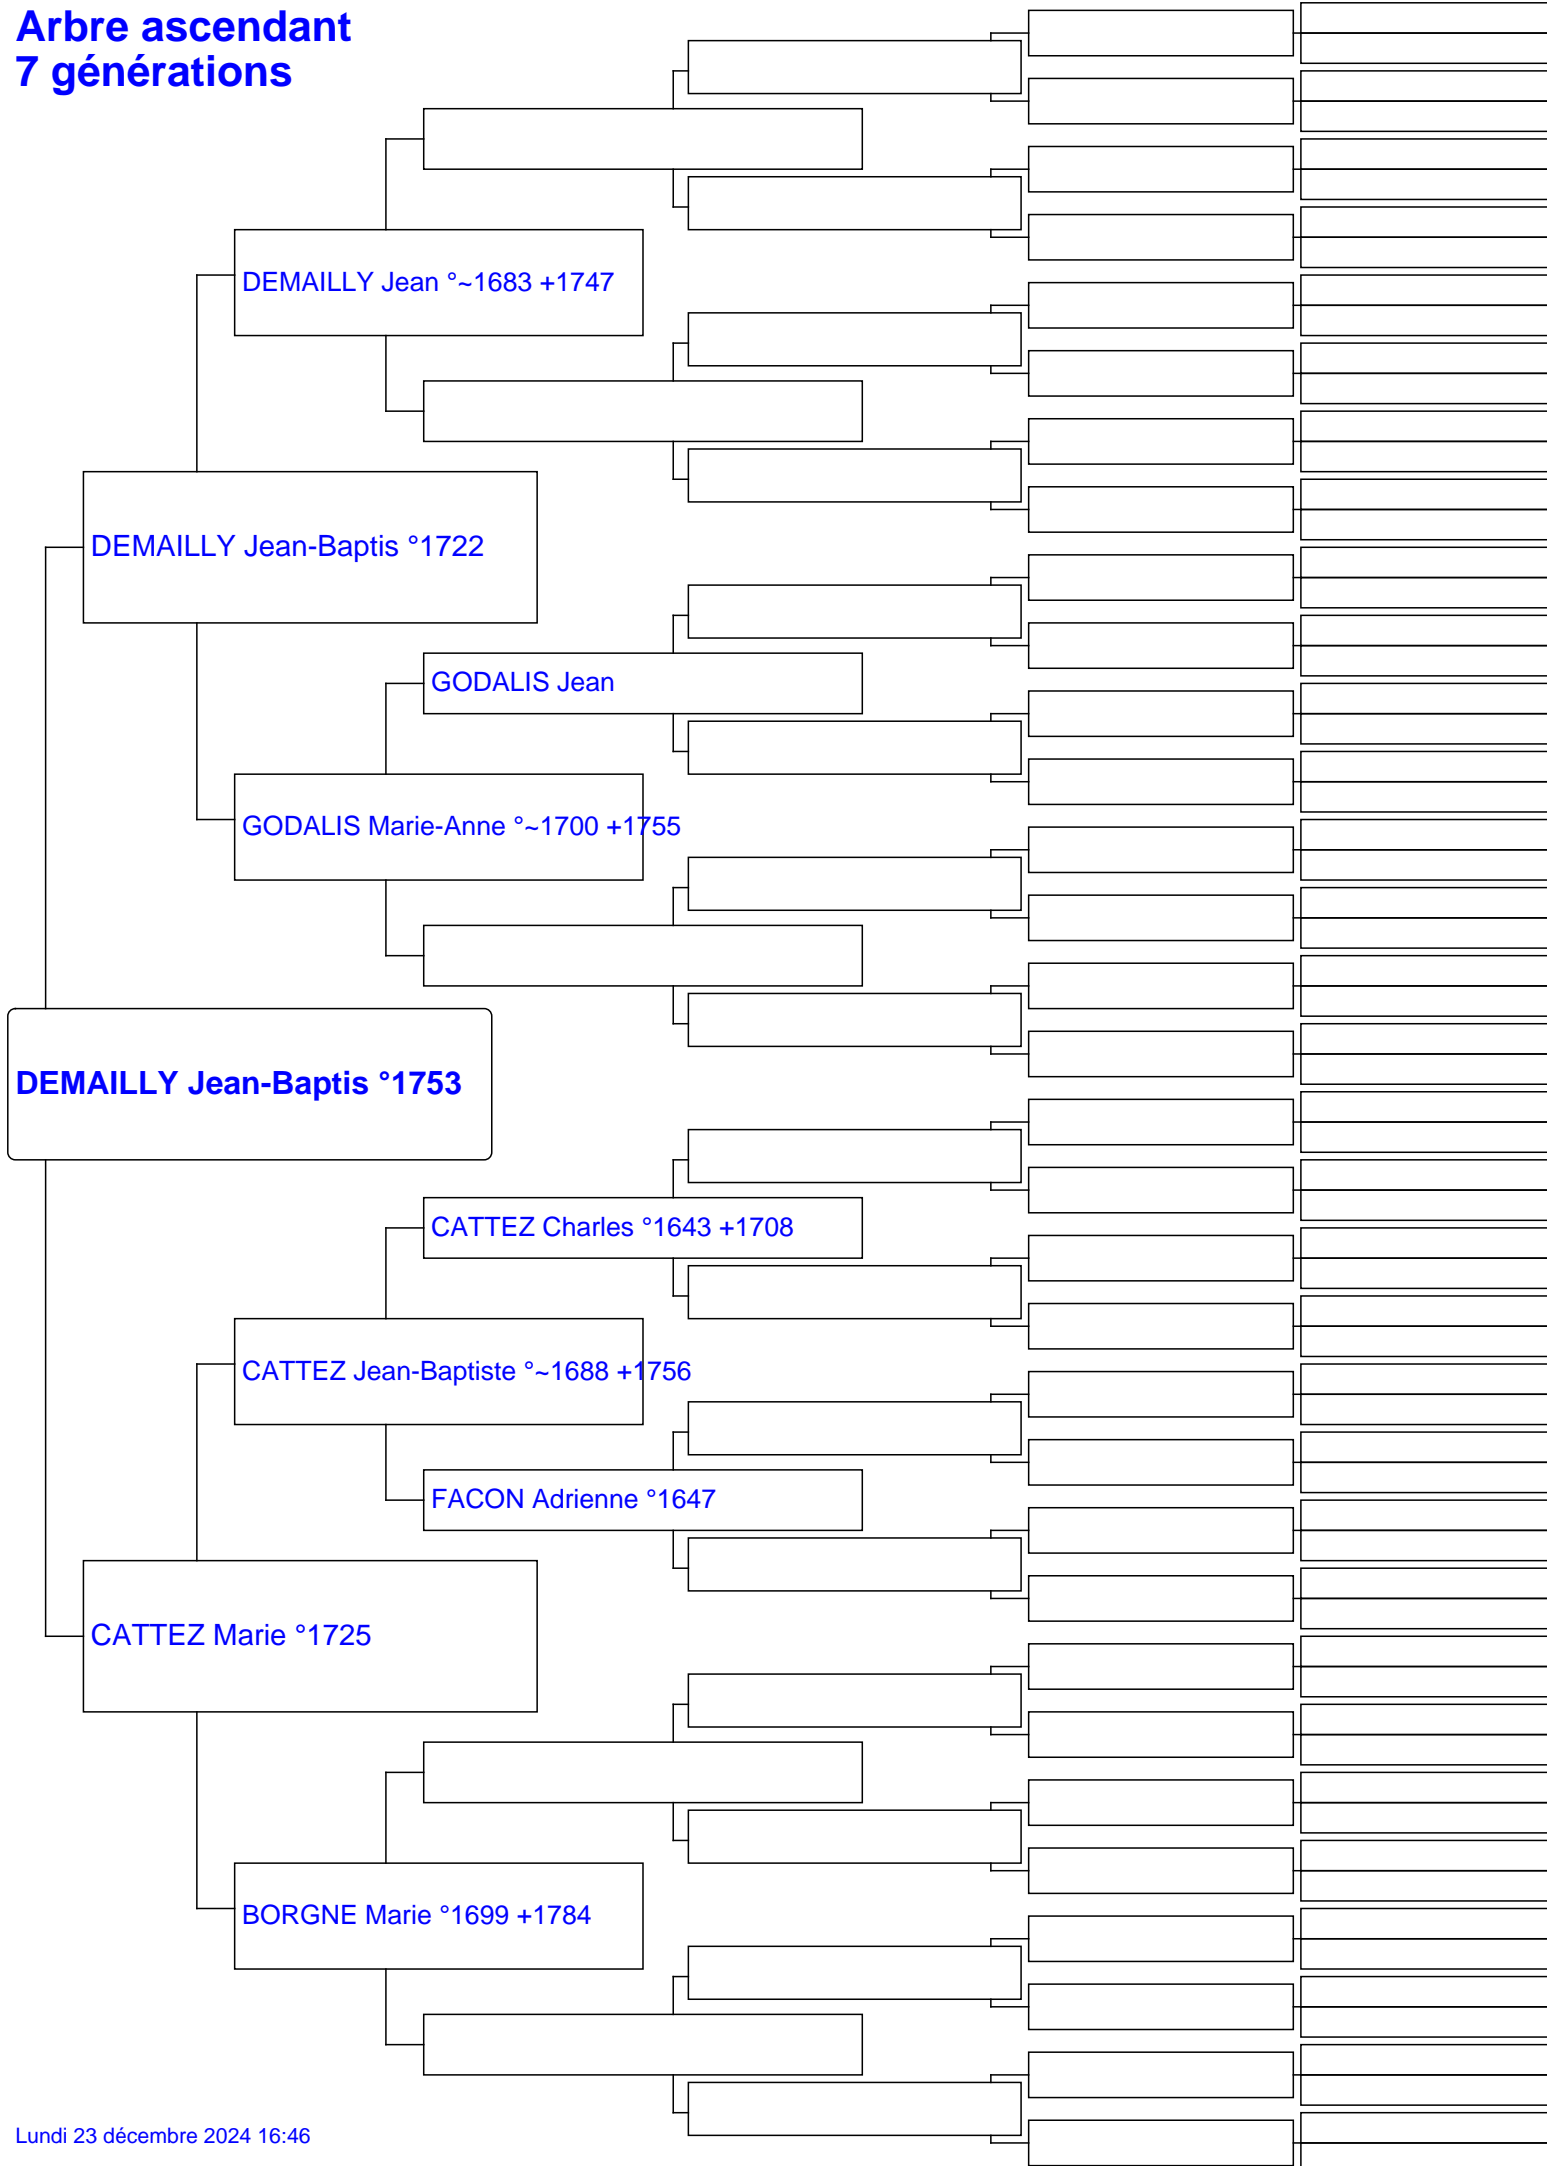 Arbre ascendant
7 générations
DEMAILLY Jean °~1683 +1747
DEMAILLY Jean-Baptis °1722
GODALIS Jean
GODALIS Marie-Anne °~1700 +1755
DEMAILLY Jean-Baptis °1753
CATTEZ Charles °1643 +1708
CATTEZ Jean-Baptiste °~1688 +1756
FACON Adrienne °1647
CATTEZ Marie °1725
BORGNE Marie °1699 +1784
Lundi 23 décembre 2024 16:46